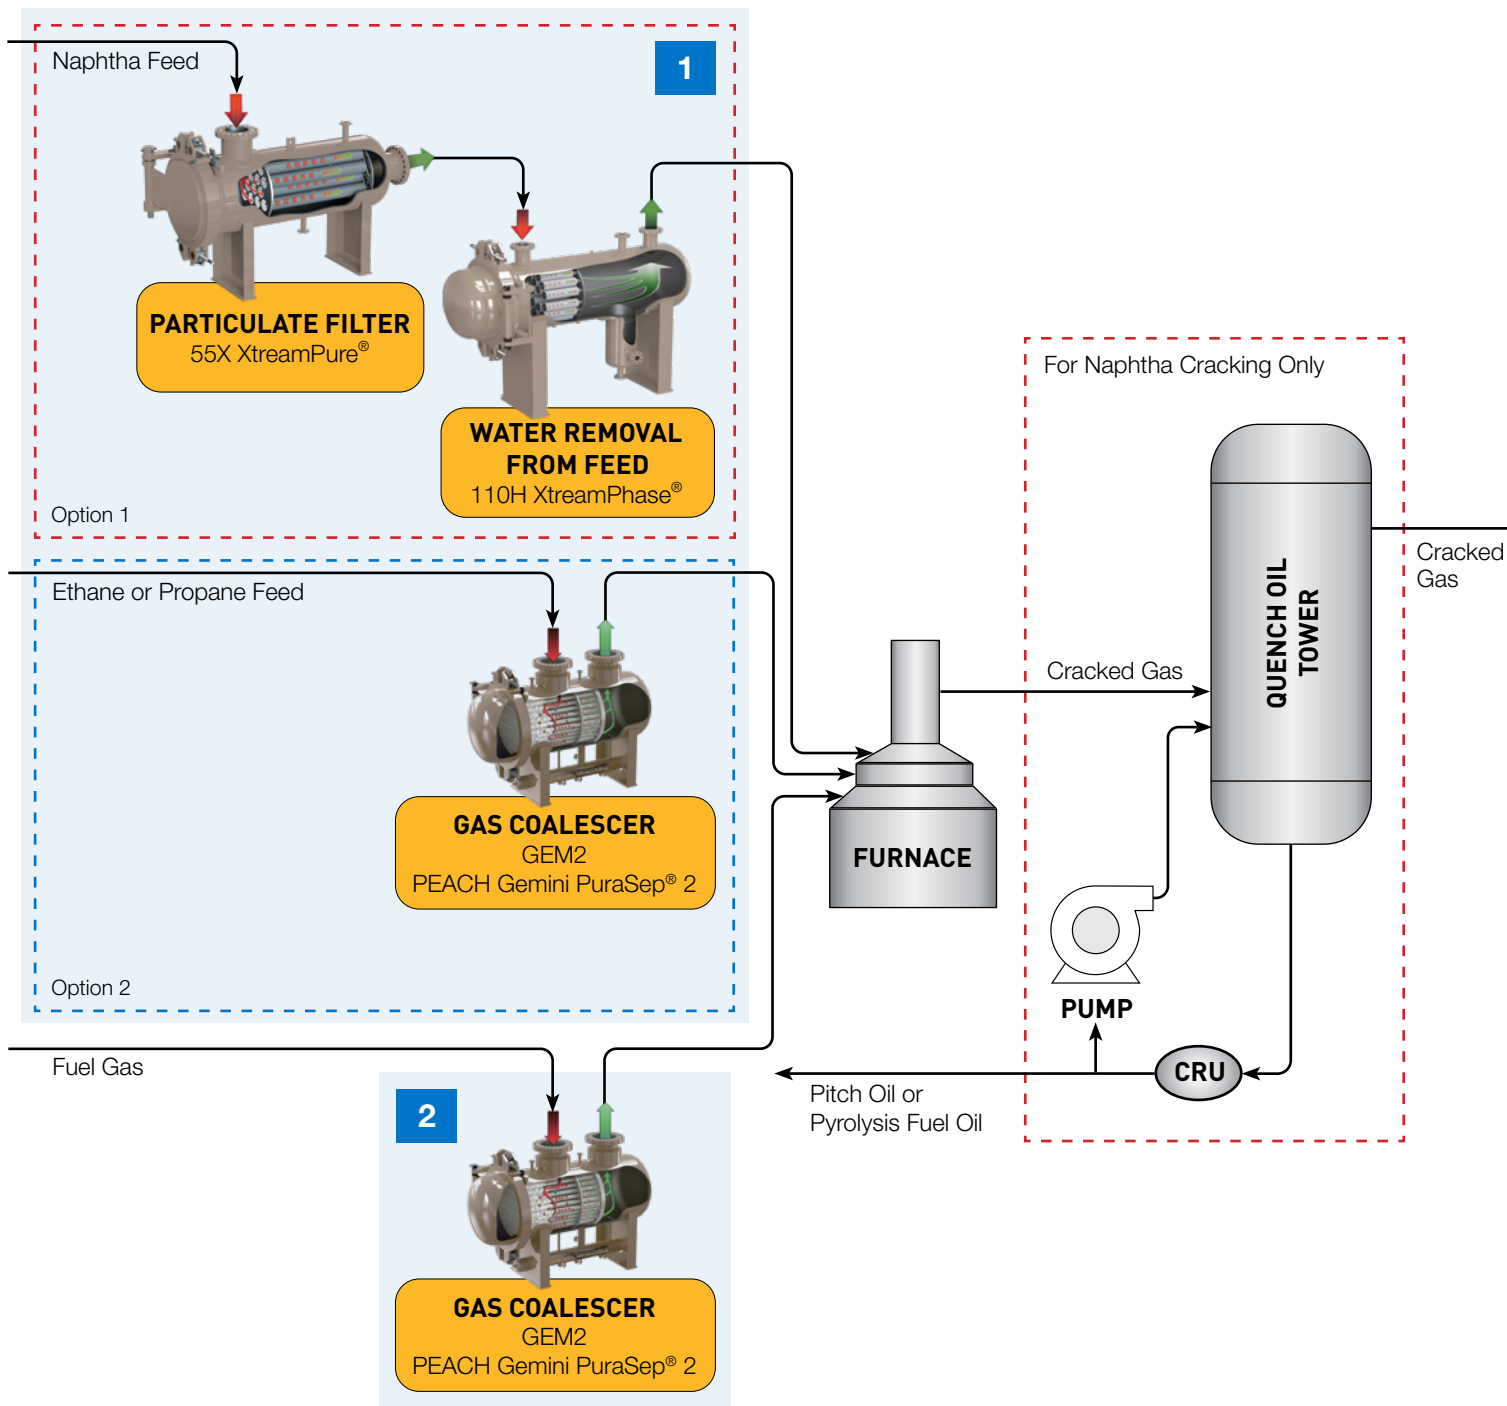 Naphtha Feed
1
PARTICULATE FILTER
55X XtreamPure®
WATER REMOVAL
FROM FEED
110H XtreamPhase®
Option 1
Ethane or Propane Feed
GAS COALESCER
GEM2
PEACH Gemini PuraSep® 2
Option 2
Fuel Gas
2
GAS COALESCER
GEM2
PEACH Gemini PuraSep® 2
FURNACE
For Naphtha Cracking Only
Cracked Gas
QUENCH OIL
TOWER
Cracked
Gas
PUMP
CRU
Pitch Oil or
Pyrolysis Fuel Oil